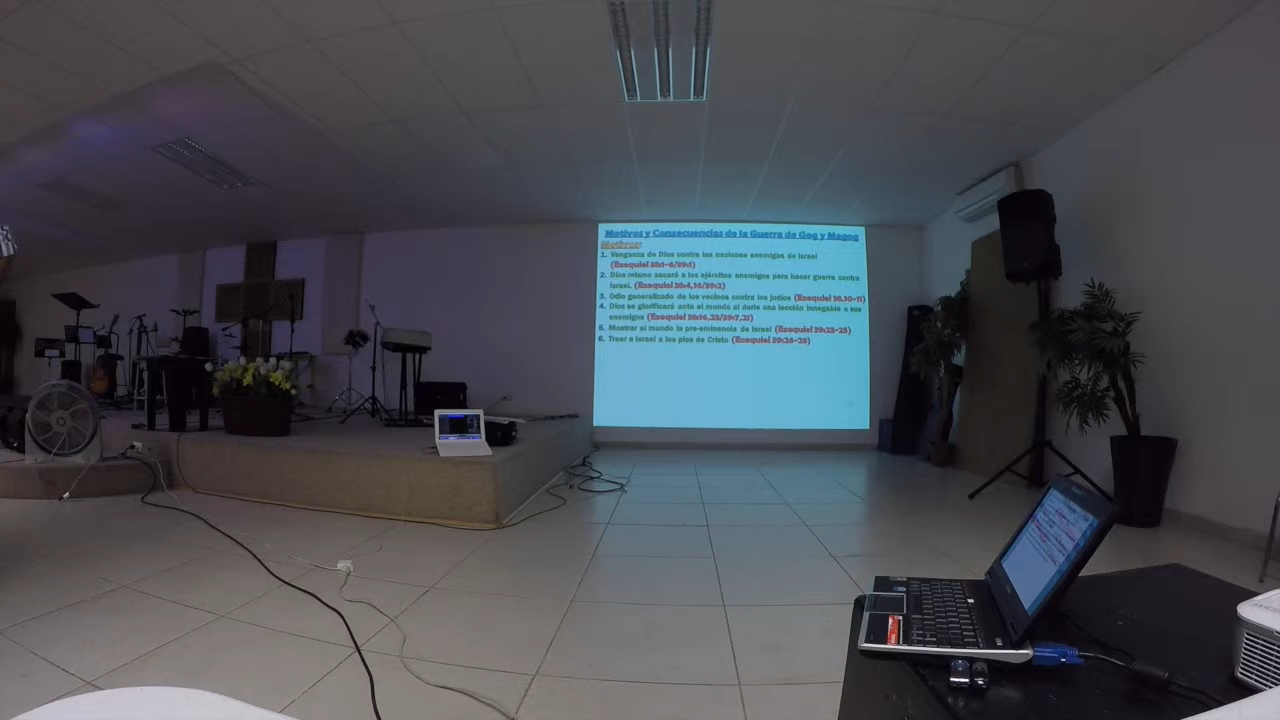 Motivos y Consecuencias de la Guerra de Gog y Magog
Motivos:
1. Venganza de Dios contra las naciones enemigas de Israel
(Ezequiel 38:1-6/39:1)
2. Dios mismo sacará a los ejércitos enemigos para hacer guerra contra
Israel. (Ezequiel 38:4,16/39:2)
3. Odio generalizado de los vecinos contra los judíos (Ezequiel 38.10-11)
4. Dios se glorificará ante el mundo al darle una lección innegable a sus
enemigos (Ezequiel 38:16,23/39:7,21)
5. Mostrar al mundo la pre-eminencia de Israel (Ezequiel 39:23-25)
6. Traer a Israel a los pies de Cristo (Ezequiel 39:26-28)